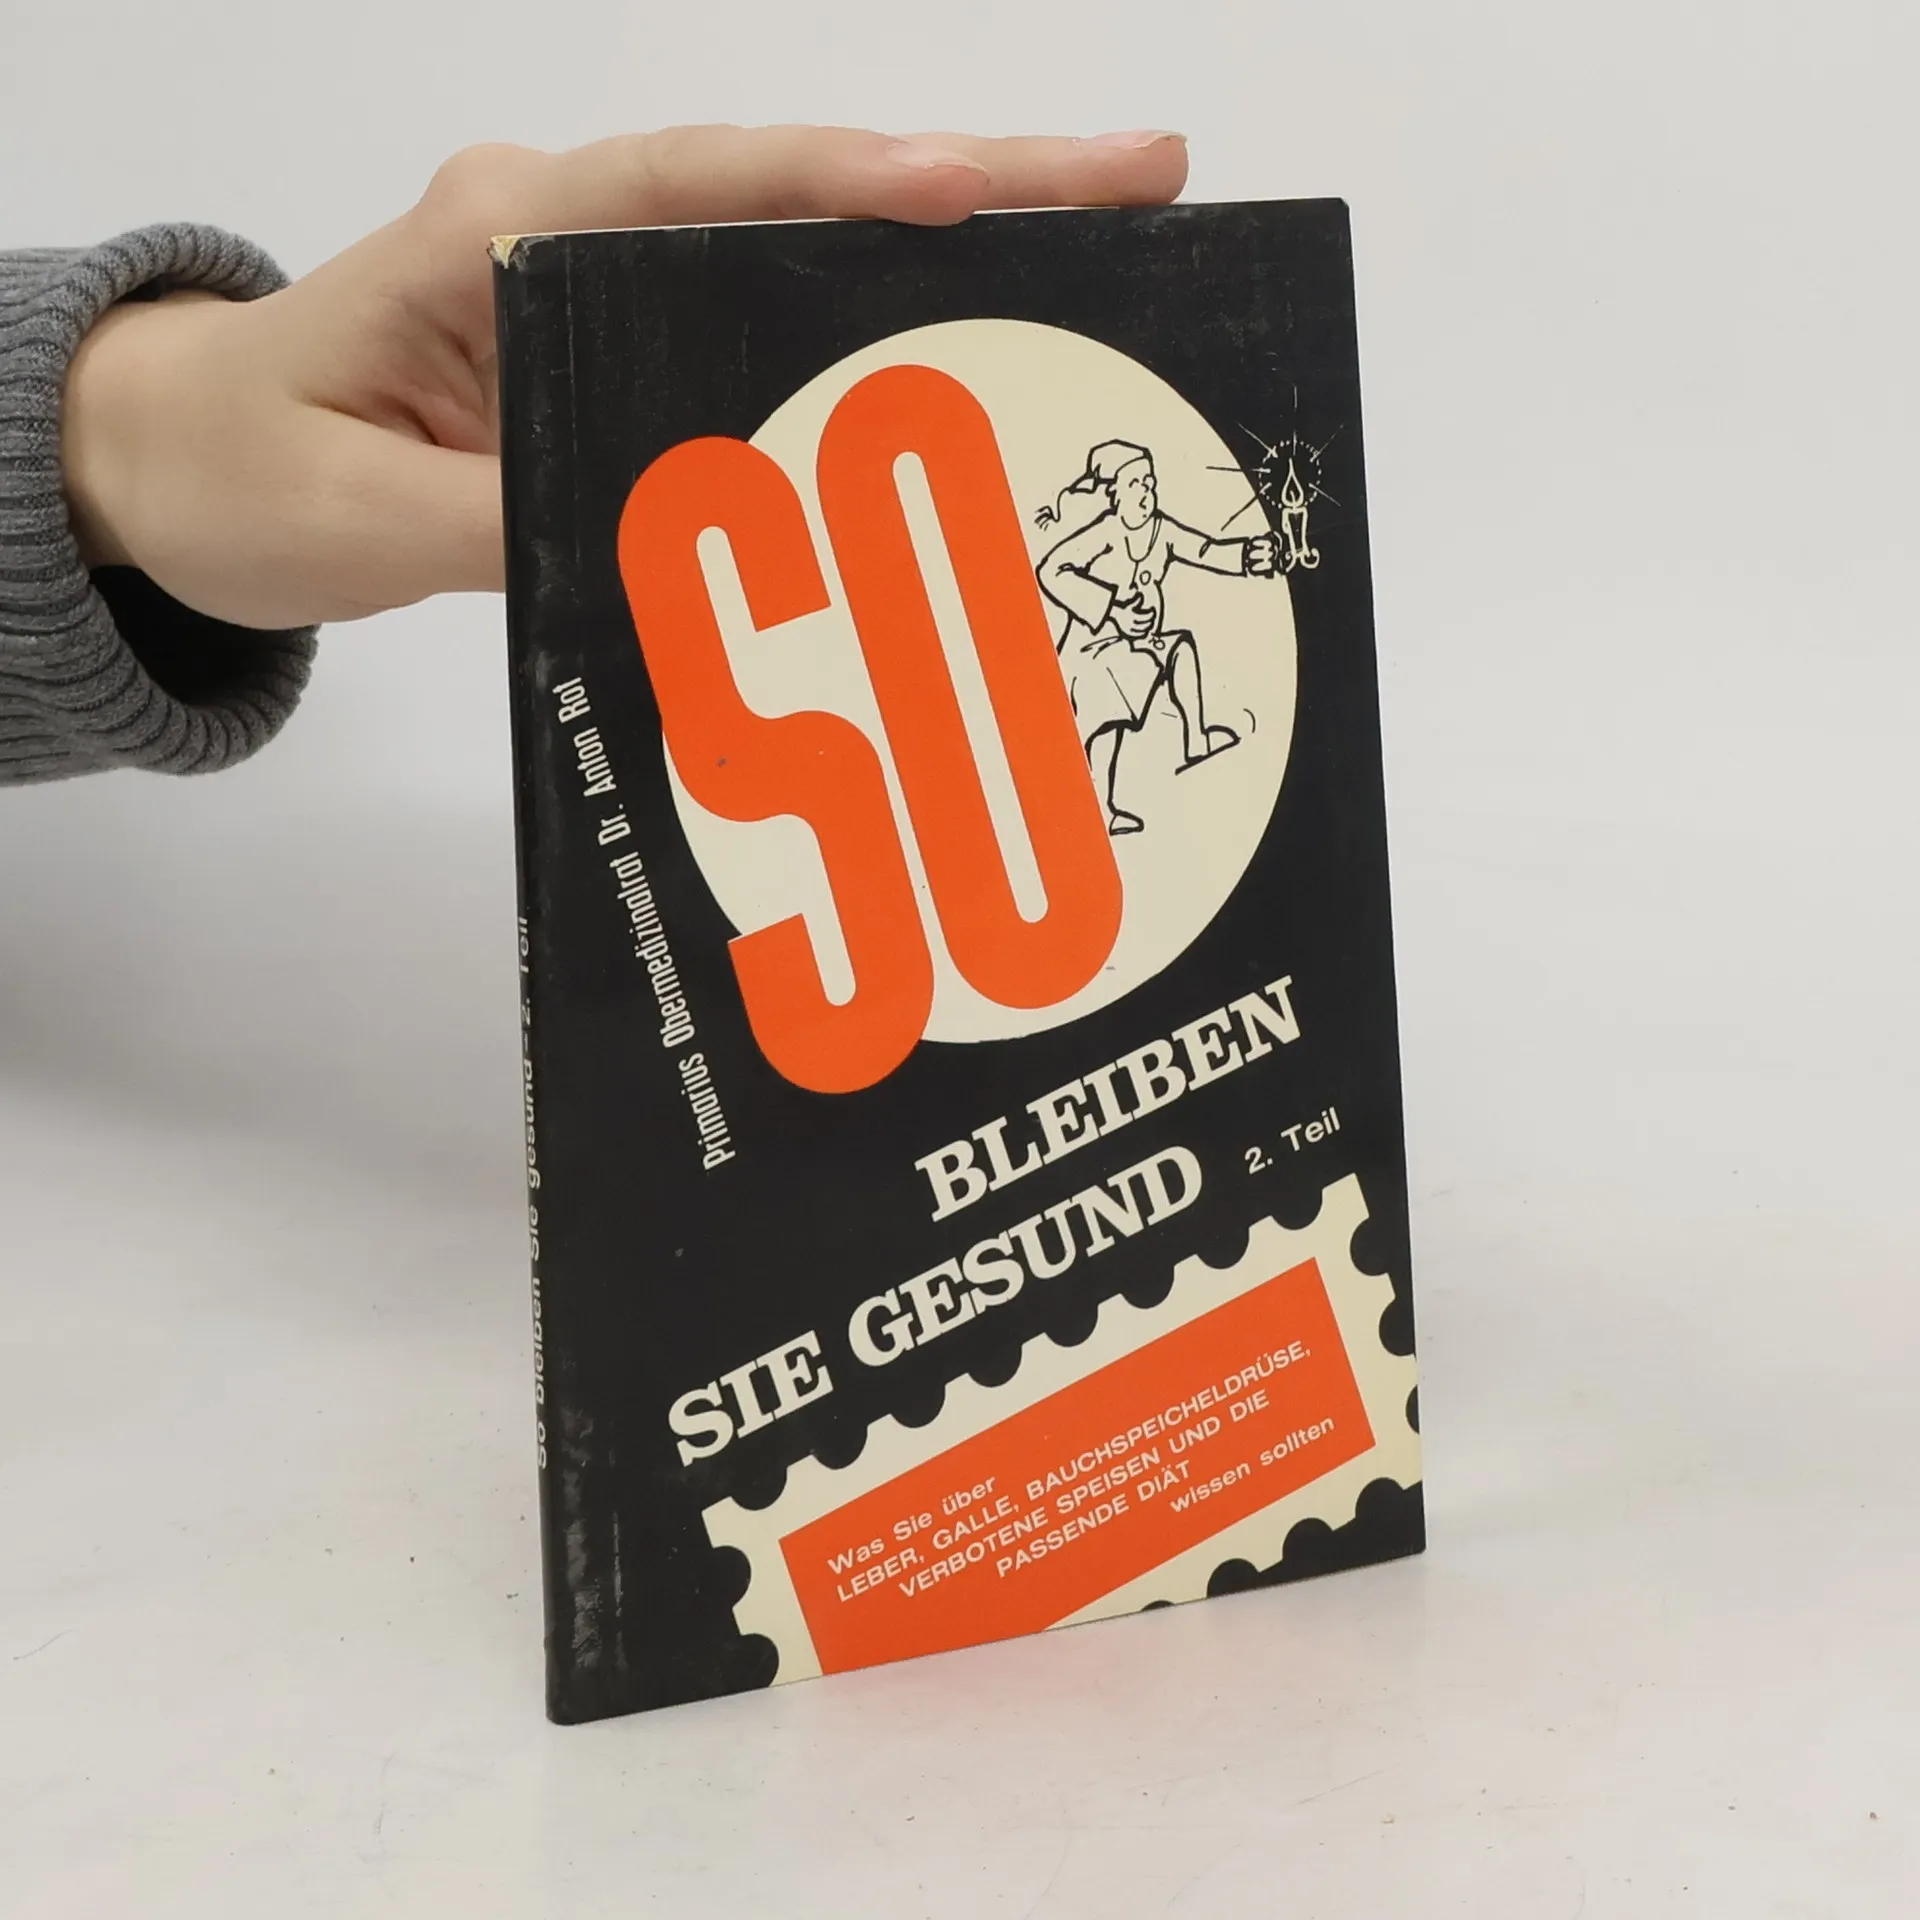 Primarius Obermedizinalrat Dr. Anton Rot
SO
BLEIBEN
SIE GESUND 2. Teil
Was Sie über
LEBER, GALLE, BAUCHSPEICHELDRÜSE,
VERBOTENE SPEISEN UND DIE
PASSENDE DIÄT
wissen sollten
So bleiben Sie gesund - 2. Teil